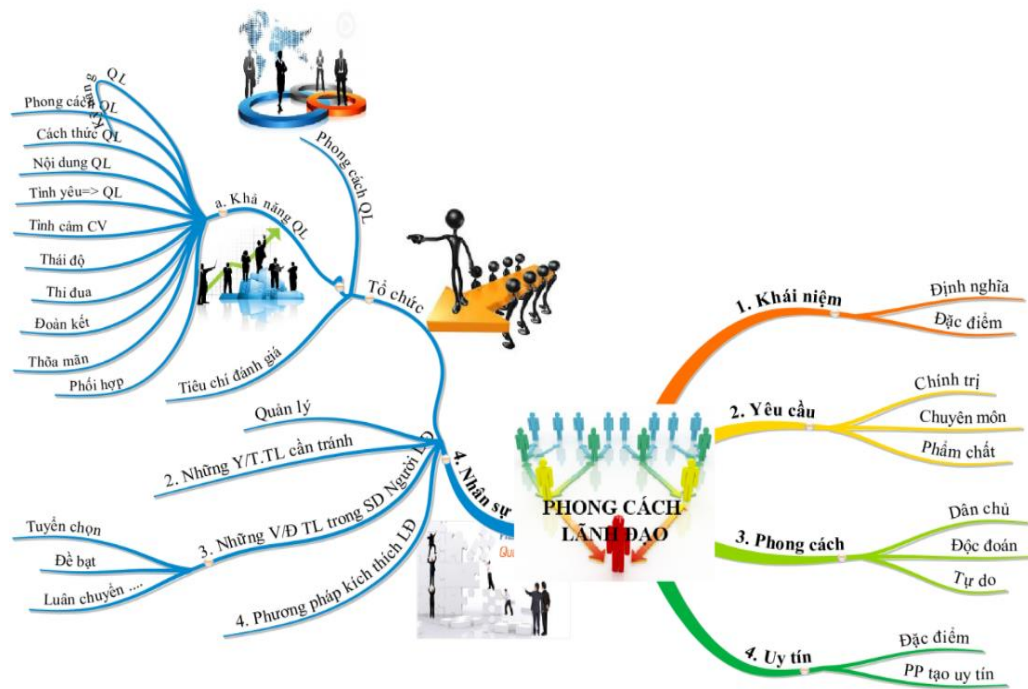 PHONG CÁCH
LÃNH ĐẠO
1. Khái niệm
Định nghĩa
Đặc điểm
2. Yêu cầu
Chính trị
Chuyên môn
Phẩm chất
3. Phong cách
Dân chủ
Độc đoán
Tự do
4. Uy tín
Đặc điểm
PP tạo uy tín
4. Nhân sự
Tổ chức
Phong cách QL
a. Khả năng QL
QL
Phong cách QL
Cách thức QL
Nội dung QL
Tình yêu=> QL
Tình cảm CV
Thái độ
Thi đua
Đoàn kết
Thõa mãn
Phối hợp
Tiêu chí đánh giá
Quản lý
2. Những Y/T.TL cần tránh
3. Những V/Đ TL trong SD Người LĐ
Tuyển chọn
Đề bạt
Luân chuyển ....
4. Phương pháp kích thích LĐ